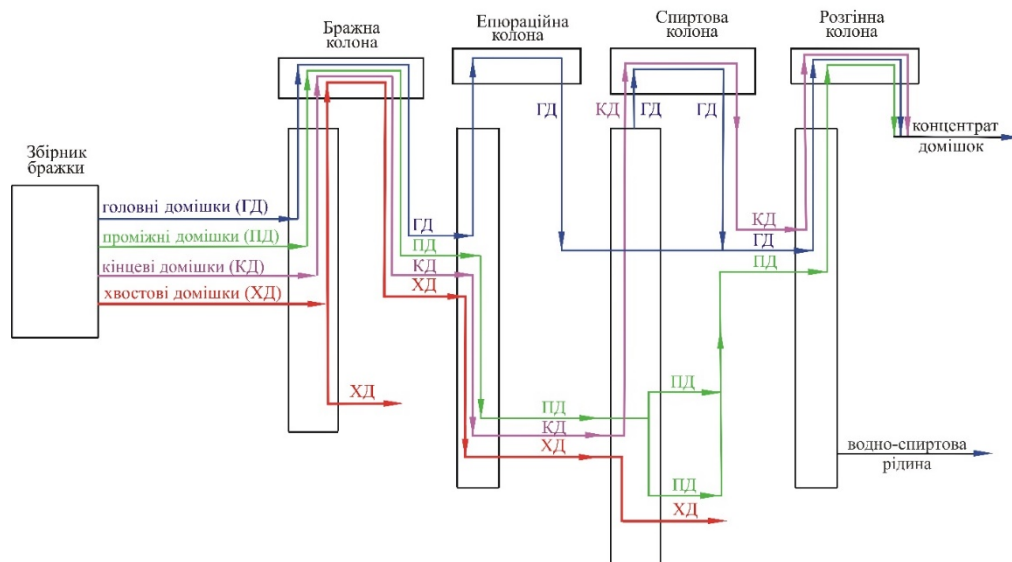 Бражна
колона
Епюраційна
колона
Спиртова
колона
Розгінна
колона
Збірник
бражки
головні домішки (ГД)
проміжні домішки (ПД)
кінцеві домішки (КД)
хвостові домішки (ХД)
ХД
ГД
ПД
КД
ХД
ГД
КД
ГД
ГД
концентрат
домішок
КД
ГД
ПД
ПД
КД
ХД
ПД
ПД
ХД
водно-спиртова
рідина